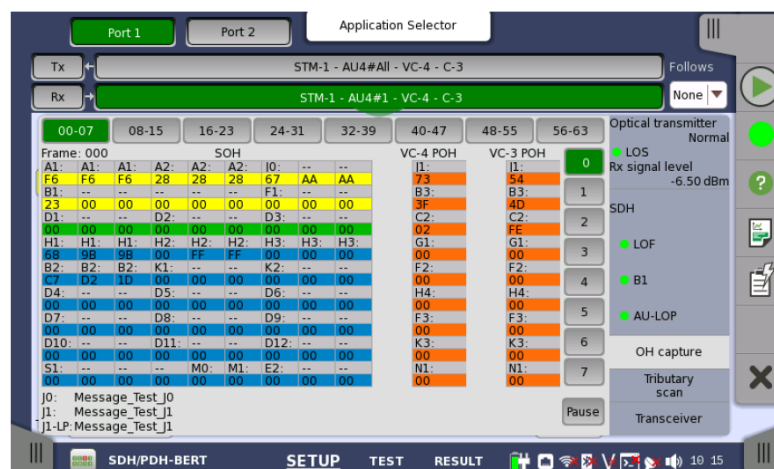 Port 1 Port 2 Application Selector
Tx STM-1 - AU4#All - VC-4 - C-3 Follows
Rx STM-1 - AU4#1 - VC-4 - C-3 None
00-07 08-15 16-23 24-31 32-39 40-47 48-55 56-63
Frame: 000 SOH VC-4 POH VC-3 POH
A1: A1: A1: A2: A2: A2: J0: -- -- J1: J1:
F6 F6 F6 28 28 28 67 AA AA 73 54
B1: -- -- -- -- -- F1: -- -- B3: B3:
23 00 00 00 00 00 00 00 00 3F 4D
D1: -- -- D2: -- -- D3: -- -- C2: C2:
00 00 00 00 00 00 00 00 00 02 FE
H1: H1: H1: H2: H2: H2: H3: H3: H3: G1: G1:
68 9B 9B 00 FF FF 00 00 00 00 00
B2: B2: B2: K1: -- -- K2: -- -- F2: F2:
C7 D2 1D 00 00 00 00 00 00 00 00
D4: -- -- D5: -- -- D6: -- -- H4: H4:
00 00 00 00 00 00 00 00 00 00 00
D7: -- -- D8: -- -- D9: -- -- F3: F3:
00 00 00 00 00 00 00 00 00 00 00
D10: -- -- D11: -- -- D12: -- -- K3: K3:
00 00 00 00 00 00 00 00 00 00 00
S1: -- -- -- M0: M1: E2: -- -- N1: N1:
00 00 00 00 00 00 00 00 00 00 00
J0: Message_Test_J0
J1: Message_Test_J1
J1-LP: Message_Test_J1
0
1
2
3
4
5
6
7
Pause
Optical transmitter
Normal
LOS
Rx signal level
-6.50 dBm
SDH
LOF
B1
AU-LOP
OH capture
Tributary
scan
Transceiver
?
SDH/PDH-BERT SETUP TEST RESULT 10 15